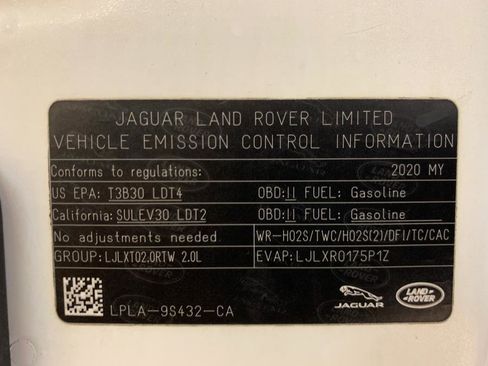 JAGUAR LAND ROVER LIMITED
VEHICLE EMISSION CONTROL INFORMATION
Conforms to regulations: 2020 MY
US EPA: T3B30 LDT4 OBD:II FUEL: Gasoline
California: SULEV30 LDT2 OBD:II FUEL: Gasoline
No adjustments needed WR-HO2S/TWC/HO2S(2)/DFI/TC/CAC
GROUP:LJLXT02.0RTW 2.0L EVAP:LJLXR0175P1Z
LPLA-9S432-CA
JAGUAR
LAND ROVER